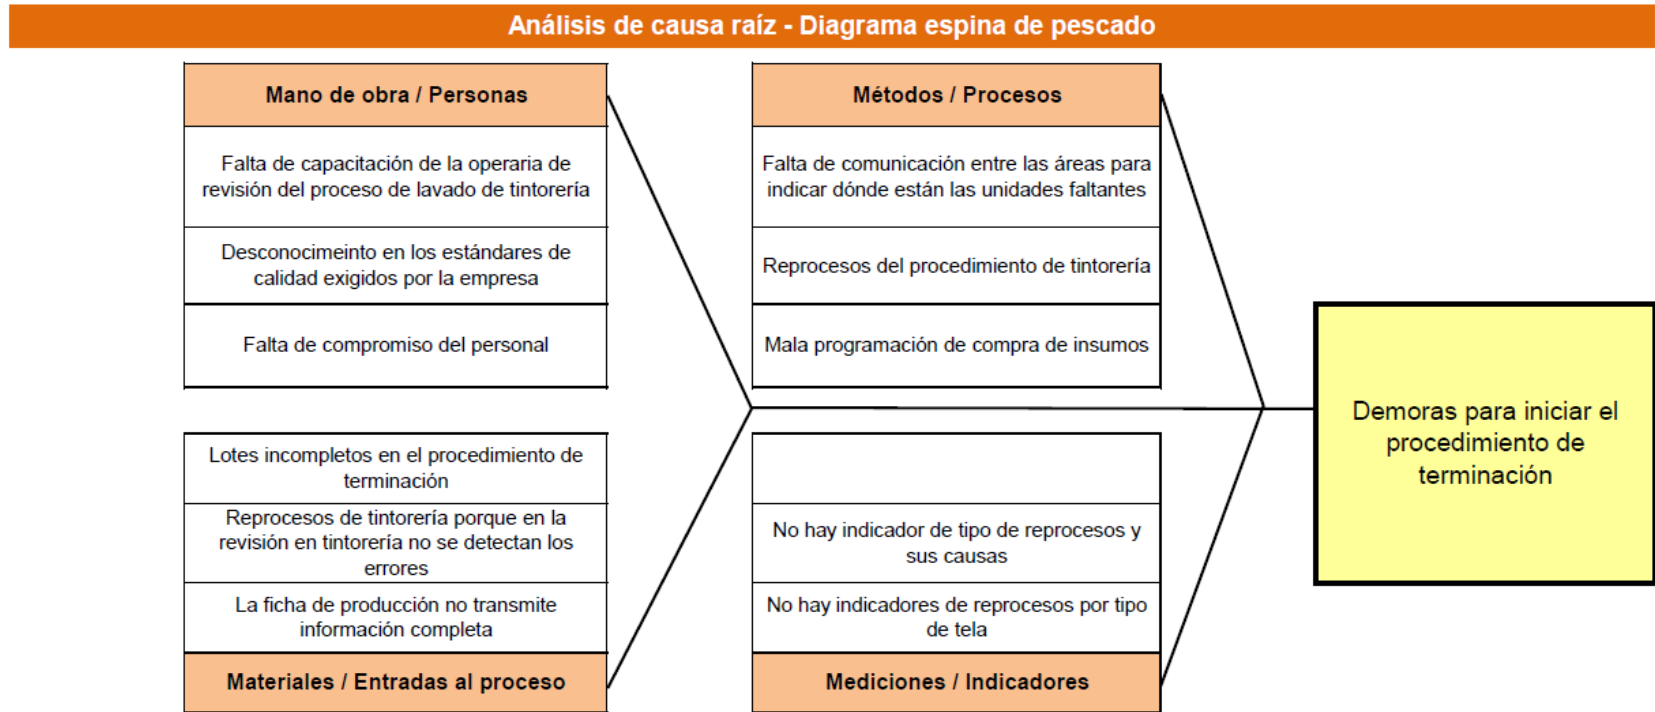 Análisis de causa raíz - Diagrama espina de pescado
Mano de obra / Personas
Falta de capacitación de la operaria de
revisión del proceso de lavado de tintorería
Desconocimeinto en los estándares de
calidad exigidos por la empresa
Falta de compromiso del personal
Métodos / Procesos
Falta de comunicación entre las áreas para
indicar dónde están las unidades faltantes
Reprocesos del procedimiento de tintorería
Mala programación de compra de insumos
Demoras para iniciar el
procedimiento de
terminación
Lotes incompletos en el procedimiento de
terminación
Reprocesos de tintorería porque en la
revisión en tintorería no se detectan los
errores
La ficha de producción no transmite
información completa
Materiales / Entradas al proceso
No hay indicador de tipo de reprocesos y
sus causas
No hay indicadores de reprocesos por tipo
de tela
Mediciones / Indicadores